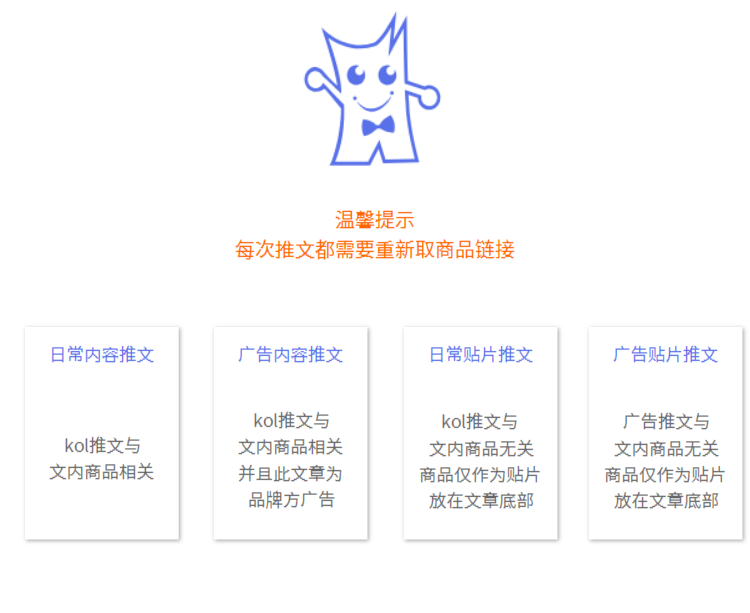 温馨提示
每次推文都需要重新取商品链接
日常内容推文
kol推文与
文内商品相关
广告内容推文
kol推文与
文内商品相关
并且此文章为
品牌方广告
日常贴片推文
kol推文与
文内商品无关
商品仅作为贴片
放在文章底部
广告贴片推文
广告推文与
文内商品无关
商品仅作为贴片
放在文章底部